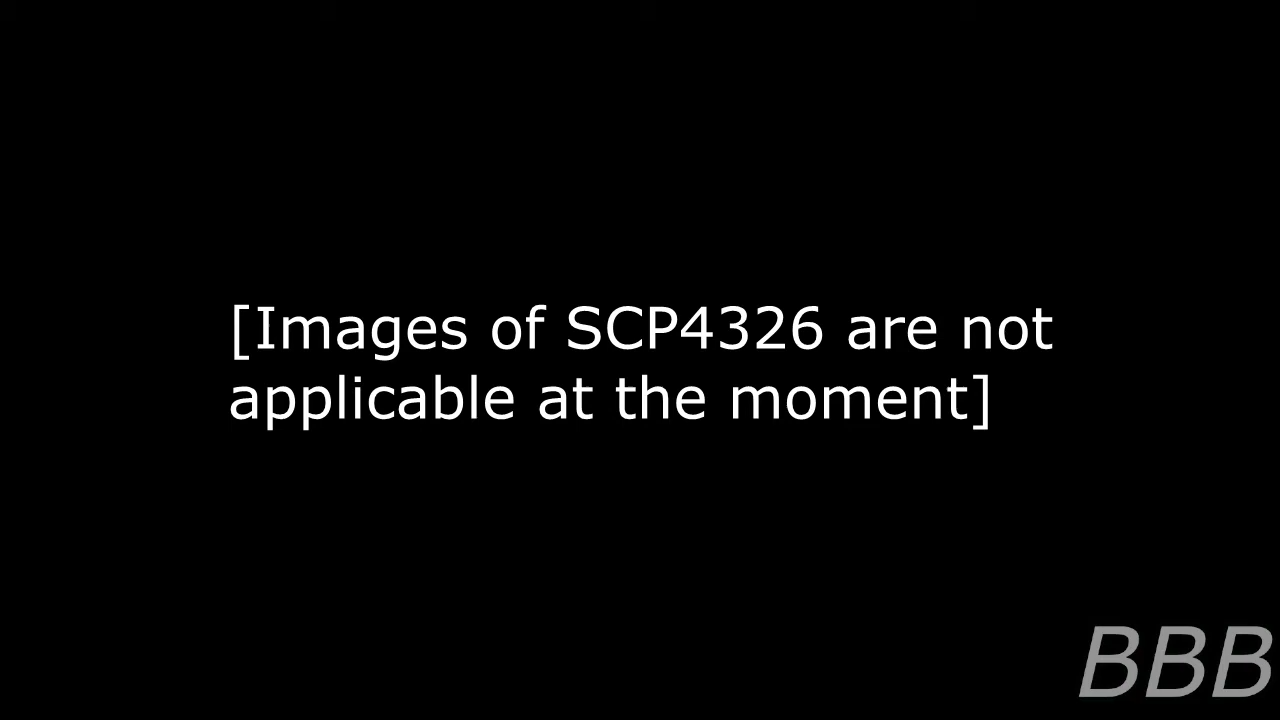 [Images of SCP4326 are not
applicable at the moment]
BBB